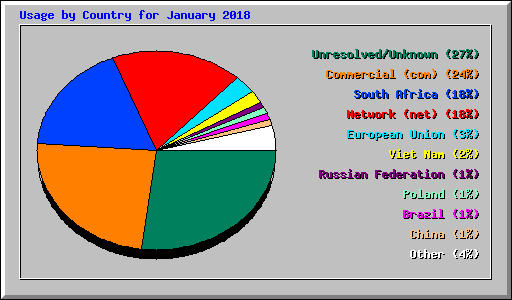 Usage by Country for January 2018
Unresolved/Unknown (27%)
Commercial (com) (24%)
South Africa (18%)
Network (net) (18%)
European Union (3%)
Viet Nam (2%)
Russian Federation (1%)
Poland (1%)
Brazil (1%)
China (1%)
Other (4%)